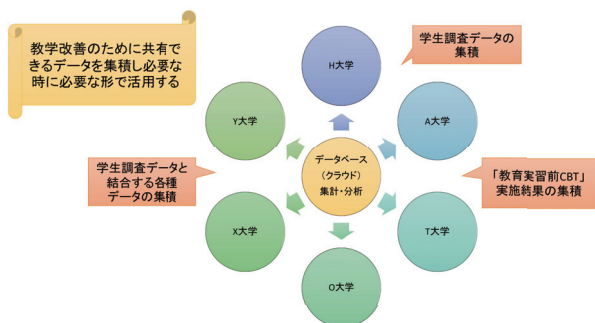 教学改善のために共有で
きるデータを集積し必要な
時に必要な形で活用する
学生調査データの
集積
H大学
Y大学
A大学
データベース
(クラウド)
集計・分析
学生調査データと
結合する各種
データの集積
「教育実習前CBT」
実施結果の集積
X大学
T大学
O大学